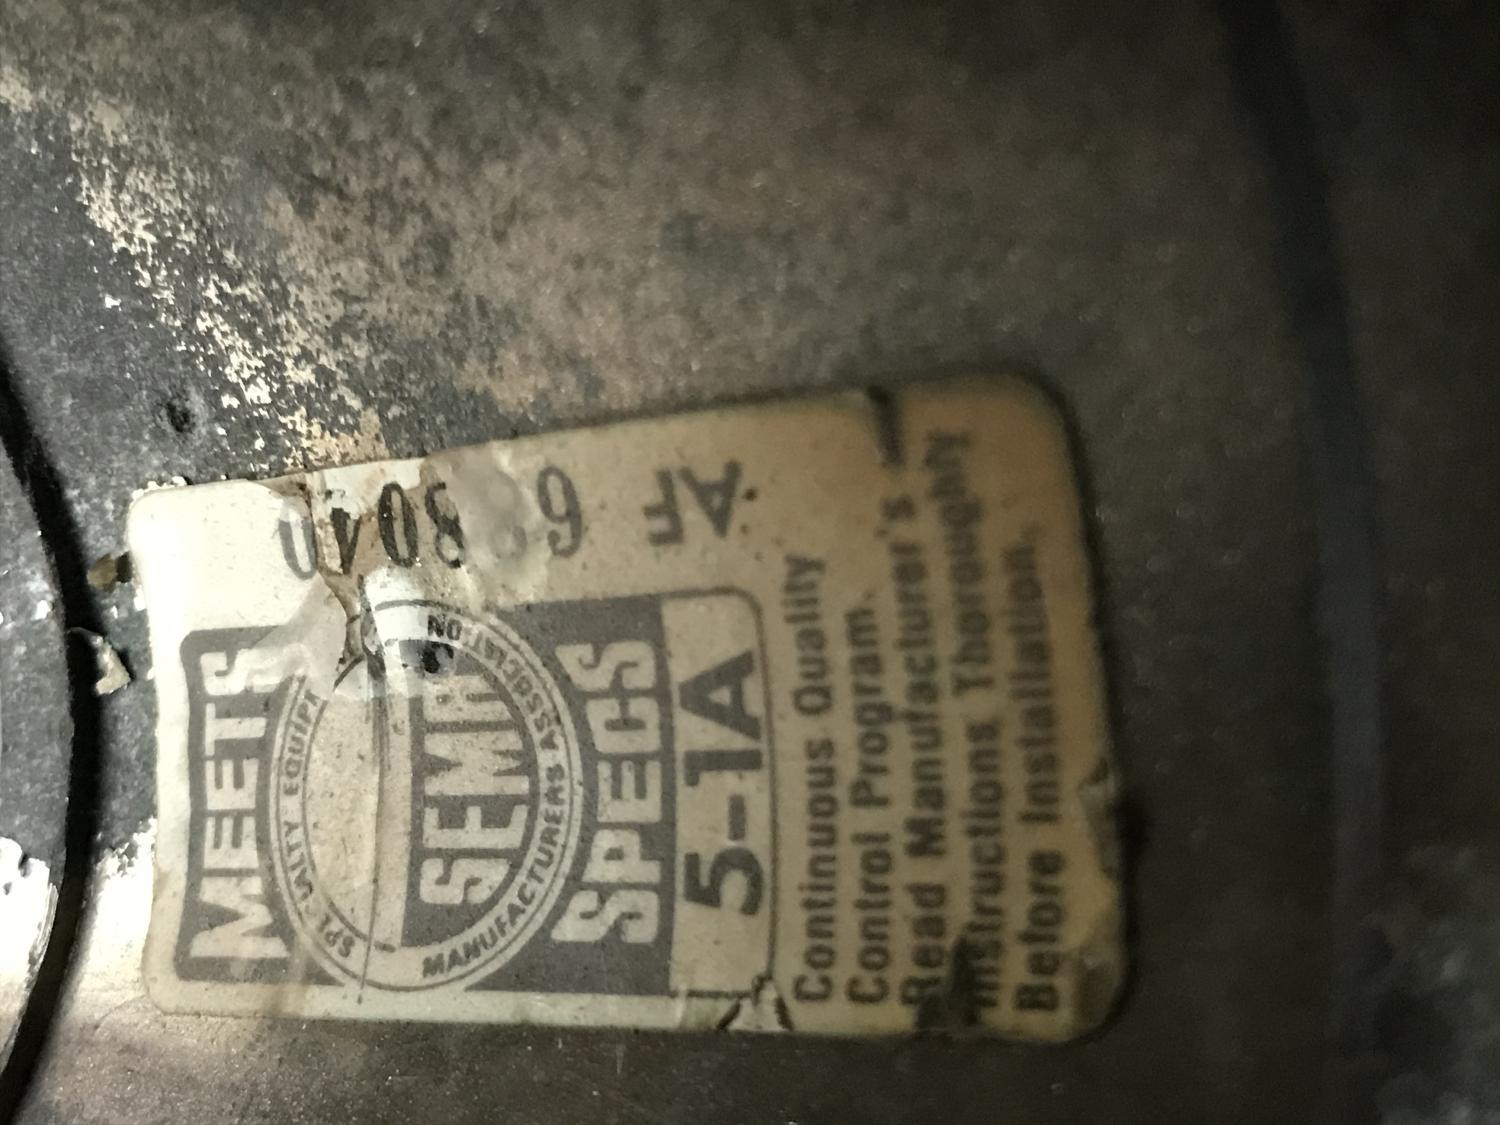 MEETS
SPECIALTY EQUIPT
SEMA
MANUFACTURERS ASSOCIATION
SPECS
5-1A
Continuous Quality
Control Program.
Read Manufacturer's
Instructions Thoroughly
Before Installation.
AF